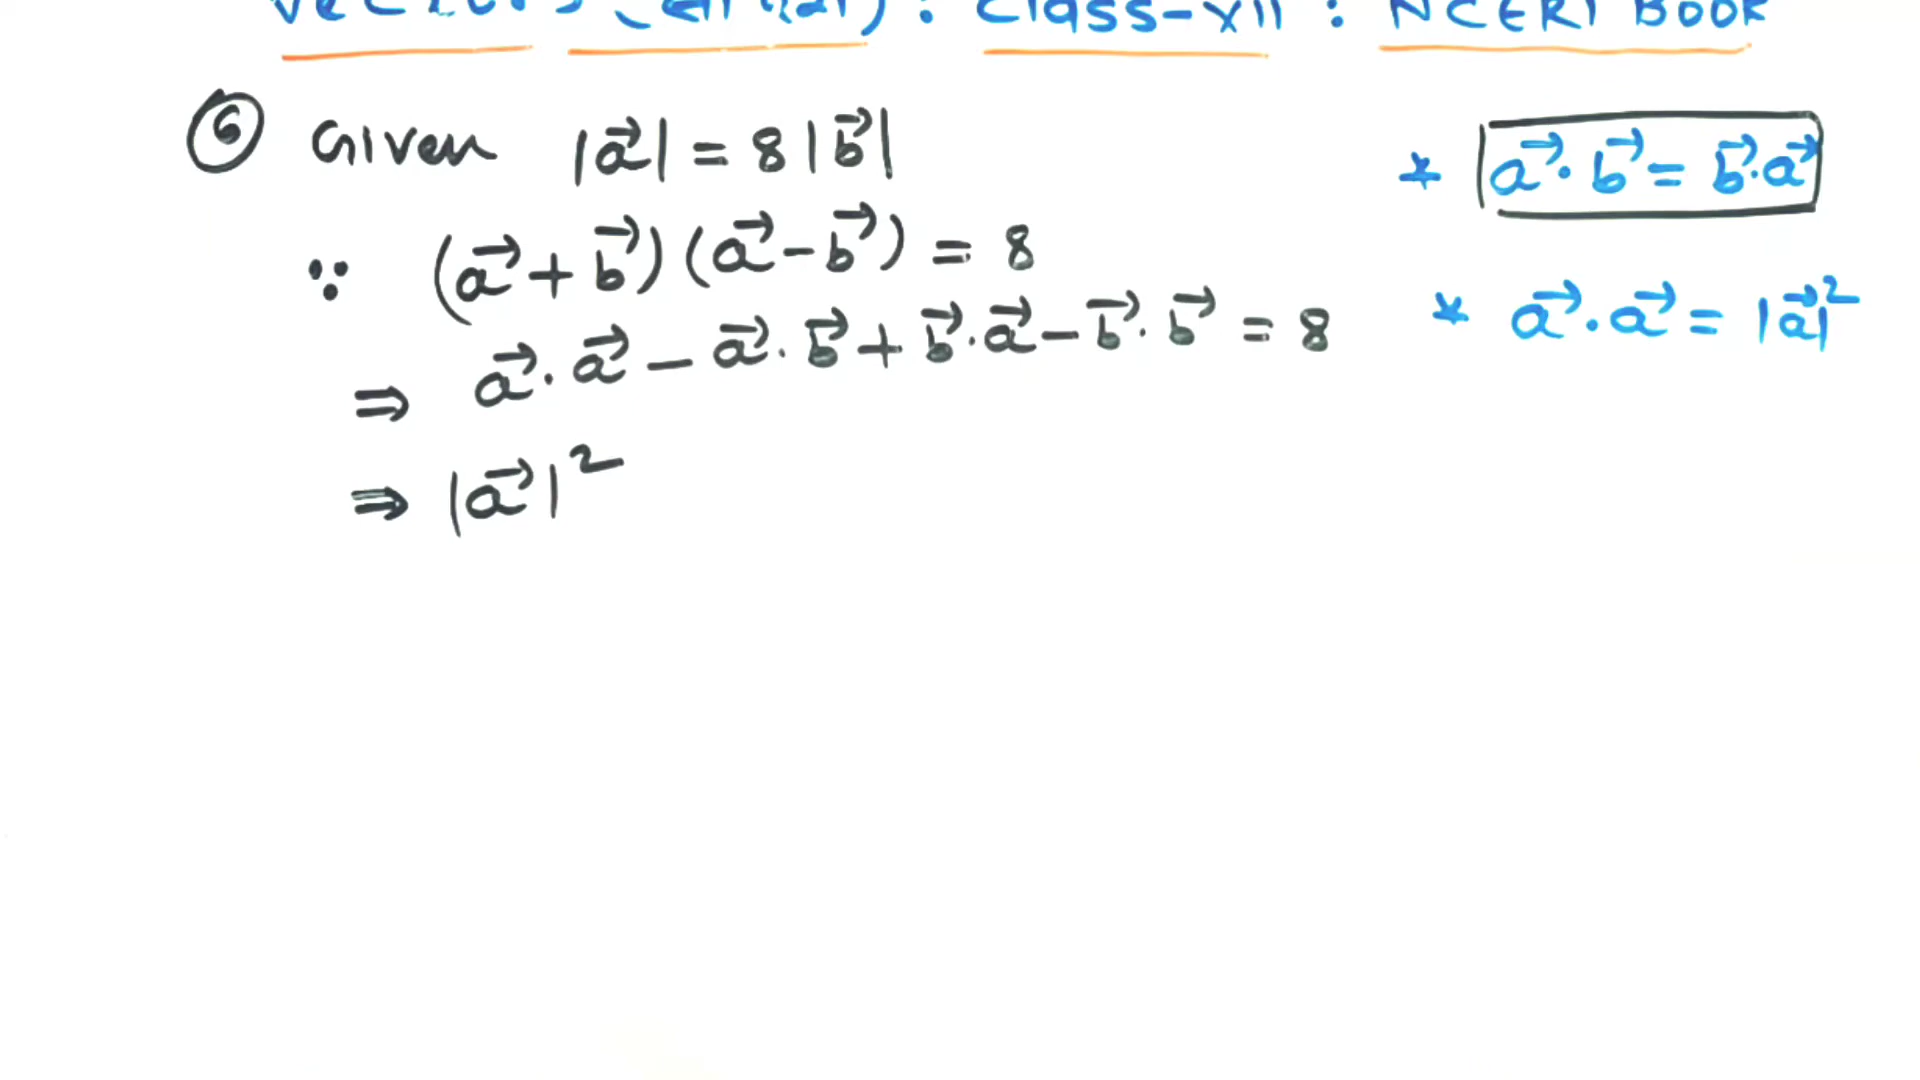 : Class-XII : NCERT BOOK
6 Given |a⃗| = 8|b⃗|
∵ (a⃗ + b⃗)(a⃗ - b⃗) = 8
⇒ a⃗·a⃗ - a⃗·b⃗ + b⃗·a⃗ - b⃗·b⃗ = 8
⇒ |a⃗|²
* a⃗·b⃗ = b⃗·a⃗
* a⃗·a⃗ = |a⃗|²